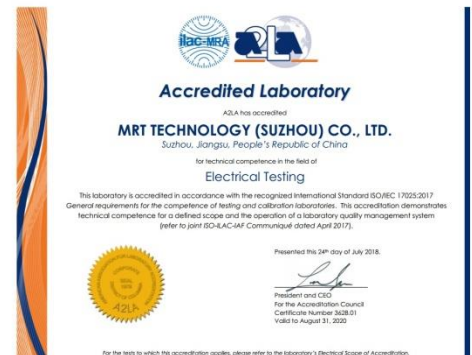 ilac-MRA
A2LA
Accredited Laboratory
A2LA has accredited
MRT TECHNOLOGY (SUZHOU) CO., LTD.
Suzhou, Jiangsu, People's Republic of China
for technical competence in the field of
Electrical Testing
This laboratory is accredited in accordance with the recognized International Standard ISO/IEC 17025:2017
General requirements for the competence of testing and calibration laboratories. This accreditation demonstrates
technical competence for a defined scope and the operation of a laboratory quality management system
(refer to joint ISO-ILAC-IAF Communiqué dated April 2017).
Presented this 24th day of July 2018.
President and CEO
For the Accreditation Council
Certificate Number 3628.01
Valid to August 31, 2020
CORPORATE
SEAL
A2LA
For the tests to which this accreditation applies, please refer to the laboratory's Electrical Scope of Accreditation.